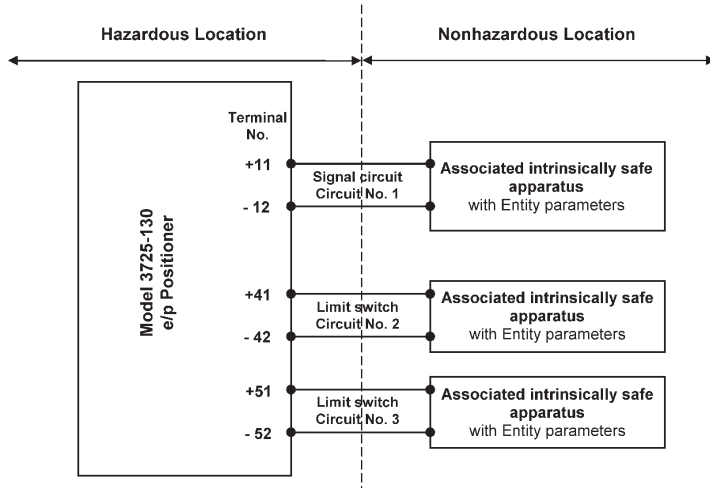 Hazardous Location
Nonhazardous Location
Terminal
No.
+11
Signal circuit
Circuit No. 1
- 12
Associated intrinsically safe
apparatus
with Entity parameters
Model 3725-130
e/p Positioner
+41
Limit switch
Circuit No. 2
- 42
Associated intrinsically safe
apparatus
with Entity parameters
+51
Limit switch
Circuit No. 3
- 52
Associated intrinsically safe
apparatus
with Entity parameters